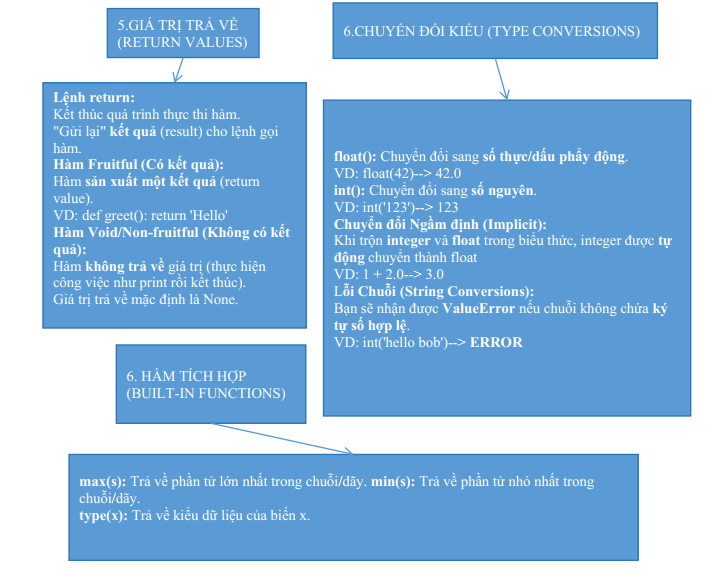 5.GIÁ TRỊ TRẢ VỀ
(RETURN VALUES)
6.CHUYỂN ĐỔI KIỂU (TYPE CONVERSIONS)
Lệnh return:
Kết thúc quá trình thực thi hàm.
"Gửi lại" kết quả (result) cho lệnh gọi
hàm.
Hàm Fruitful (Có kết quả):
Hàm sản xuất một kết quả (return
value).
VD: def greet(): return 'Hello'
Hàm Void/Non-fruitful (Không có kết
quả):
Hàm không trả về giá trị (thực hiện
công việc như print rồi kết thúc).
Giá trị trả về mặc định là None.
float(): Chuyển đổi sang số thực/dấu phẩy động.
VD: float(42)--> 42.0
int(): Chuyển đổi sang số nguyên.
VD: int('123')--> 123
Chuyển đổi Ngầm định (Implicit):
Khi trộn integer và float trong biểu thức, integer được tự
động chuyển thành float
VD: 1 + 2.0--> 3.0
Lỗi Chuỗi (String Conversions):
Bạn sẽ nhận được ValueError nếu chuỗi không chứa ký
tự số hợp lệ.
VD: int('hello bob')--> ERROR
6. HÀM TÍCH HỢP
(BUILT-IN FUNCTIONS)
max(s): Trả về phần tử lớn nhất trong chuỗi/dãy. min(s): Trả về phần tử nhỏ nhất trong
chuỗi/dãy.
type(x): Trả về kiểu dữ liệu của biến x.